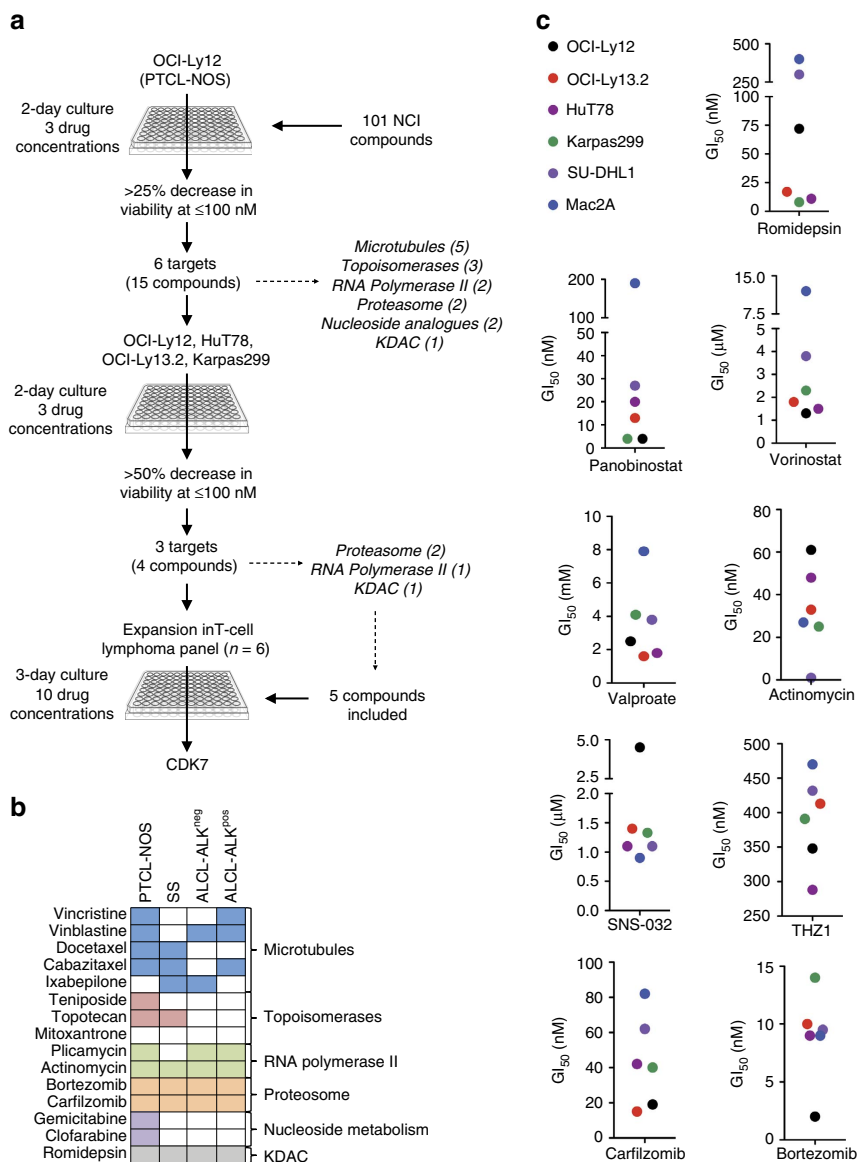 a
OCI-Ly12
(PTCL-NOS)
2-day culture
3 drug
concentrations
101 NCI
compounds
>25% decrease in
viability at ≤100 nM
6 targets
(15 compounds)
Microtubules (5)
Topoisomerases (3)
RNA Polymerase II (2)
Proteasome (2)
Nucleoside analogues (2)
KDAC (1)
OCI-Ly12, HuT78,
OCI-Ly13.2, Karpas299
2-day culture
3 drug
concentrations
>50% decrease in
viability at ≤100 nM
3 targets
(4 compounds)
Proteasome (2)
RNA Polymerase II (1)
KDAC (1)
Expansion inT-cell
lymphoma panel (n = 6)
3-day culture
10 drug
concentrations
5 compounds
included
CDK7
b
PTCL-NOS
SS
ALCL-ALKneg
ALCL-ALKpos
Vincristine
Vinblastine
Docetaxel
Cabazitaxel
Ixabepilone
Microtubules
Teniposide
Topotecan
Mitoxantrone
Topoisomerases
Plicamycin
Actinomycin
RNA polymerase II
Bortezomib
Carfilzomib
Proteosome
Gemicitabine
Clofarabine
Nucleoside metabolism
Romidepsin
KDAC
c
OCI-Ly12
OCI-Ly13.2
HuT78
Karpas299
SU-DHL1
Mac2A
500
250
100
75
50
25
0
GI50 (nM)
Romidepsin
200
100
50
40
30
20
10
0
GI50 (nM)
Panobinostat
15.0
7.5
5
4
3
2
1
0
GI50 (μM)
Vorinostat
10
8
6
4
2
0
GI50 (mM)
Valproate
80
60
40
20
0
GI50 (nM)
Actinomycin
5.0
2.5
2.0
1.5
1.0
0.5
0.0
GI50 (μM)
SNS-032
500
450
400
350
300
250
GI50 (nM)
THZ1
100
80
60
40
20
0
GI50 (nM)
Carfilzomib
15
10
5
0
GI50 (nM)
Bortezomib